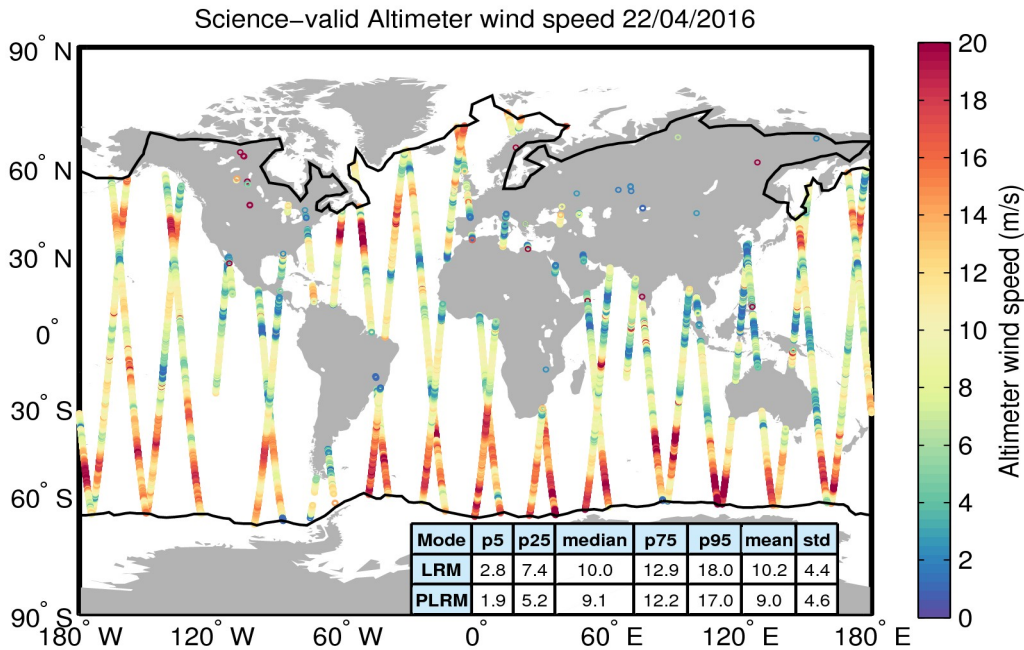 Science−valid Altimeter wind speed 22/04/2016
90° N
60° N
30° N
0°
30° S
60° S
90° S
180° W 120° W 60° W 0° 60° E 120° E 180° E
Mode p5 p25 median p75 p95 mean std
LRM 2.8 7.4 10.0 12.9 18.0 10.2 4.4
PLRM 1.9 5.2 9.1 12.2 17.0 9.0 4.6
20
18
16
14
12
10
8
6
4
2
0
Altimeter wind speed (m/s)